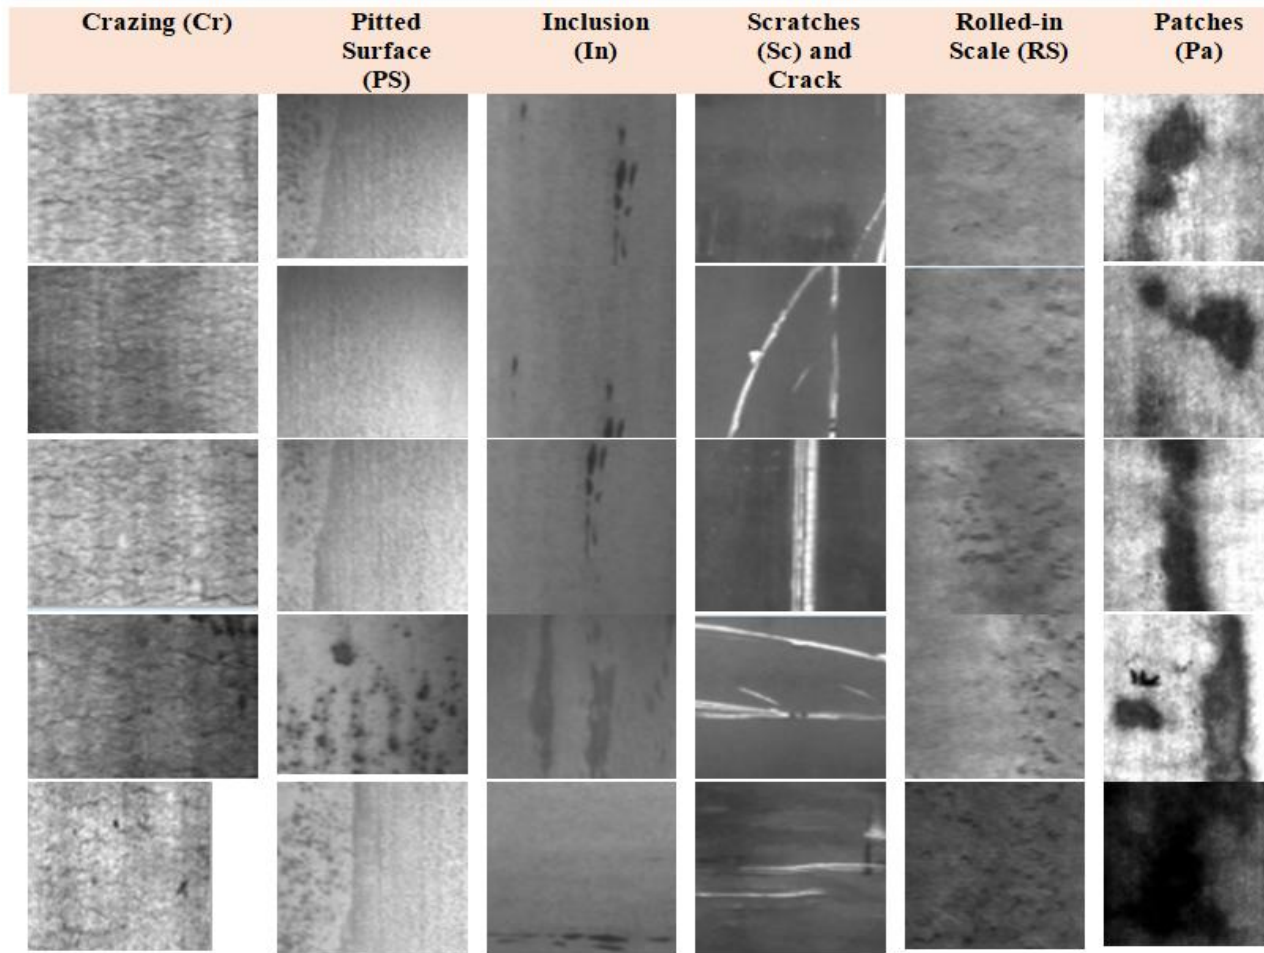 Crazing (Cr)
Pitted
Surface
(PS)
Inclusion
(In)
Scratches
(Sc) and
Crack
Rolled-in
Scale (RS)
Patches
(Pa)